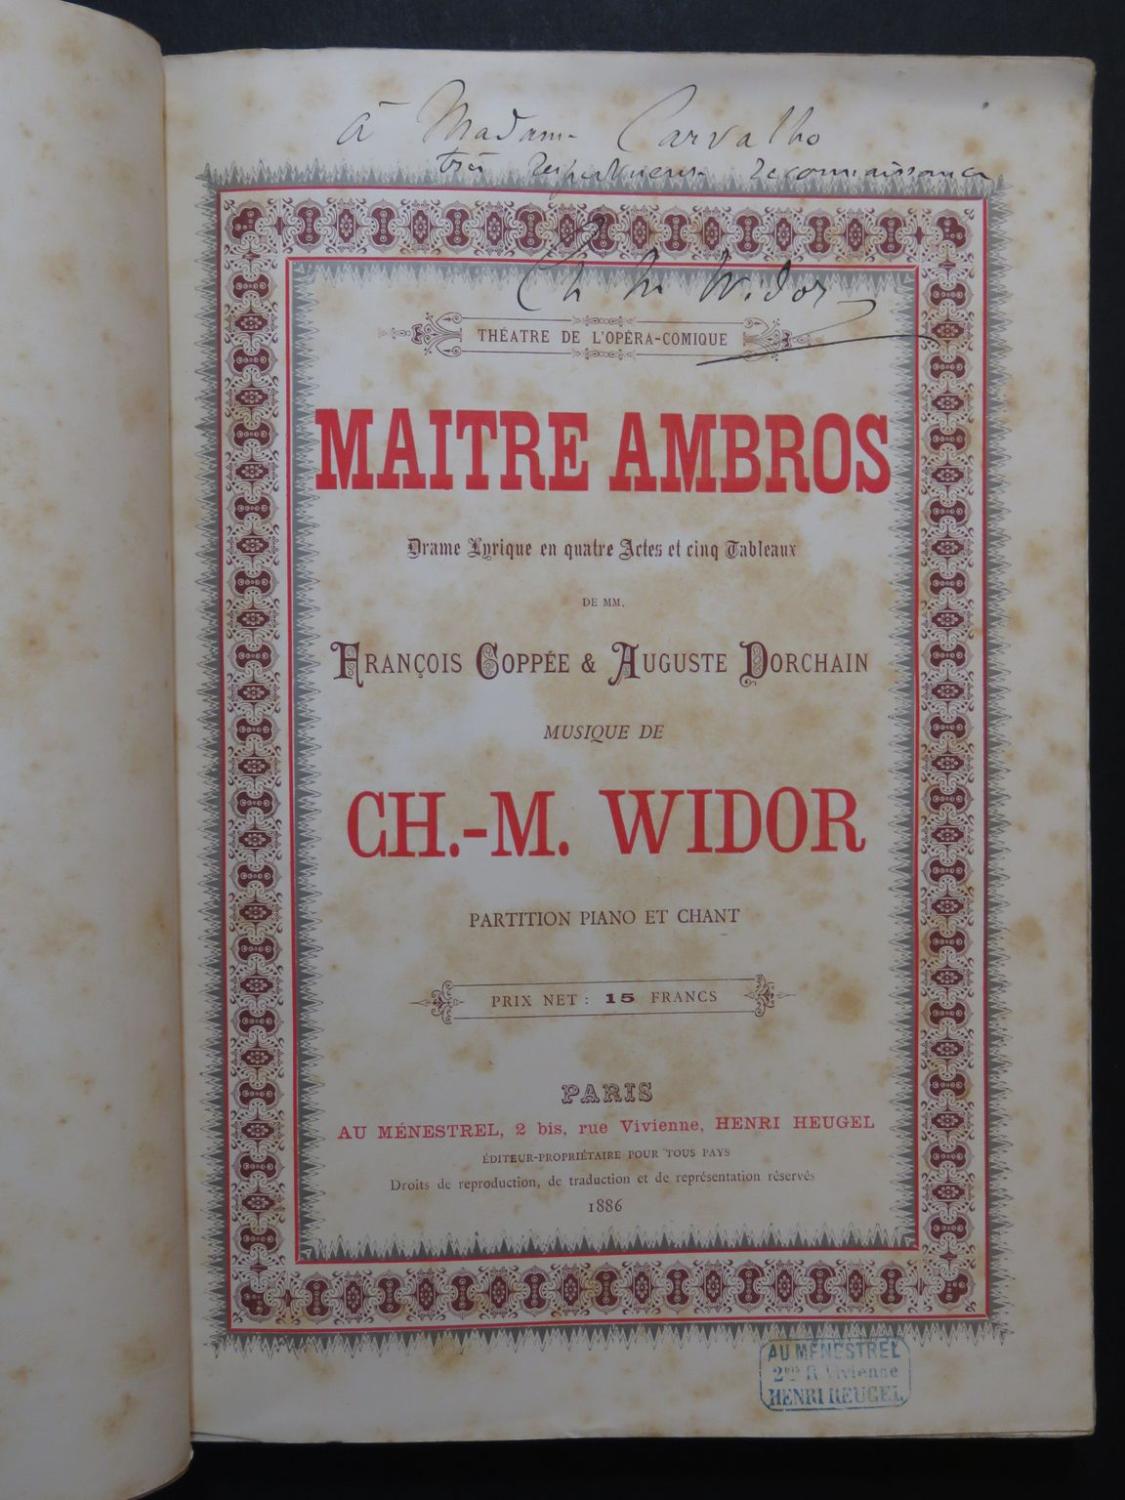 à Madame Carvalho
très respectueuse reconnaissance
Ch M Widor
THÉATRE DE L'OPÉRA-COMIQUE
MAITRE AMBROS
Drame Lyrique en quatre Actes et cinq Tableaux
DE MM.
FRANÇOIS COPPÉE & AUGUSTE DORCHAIN
MUSIQUE DE
CH.-M. WIDOR
PARTITION PIANO ET CHANT
PRIX NET : 15 FRANCS
PARIS
AU MÉNESTREL, 2 bis, rue Vivienne, HENRI HEUGEL
ÉDITEUR-PROPRIÉTAIRE POUR TOUS PAYS
Droits de reproduction, de traduction et de représentation réservés
1886
AU MÉNESTREL
2bis R Vivienne
HENRI HEUGEL